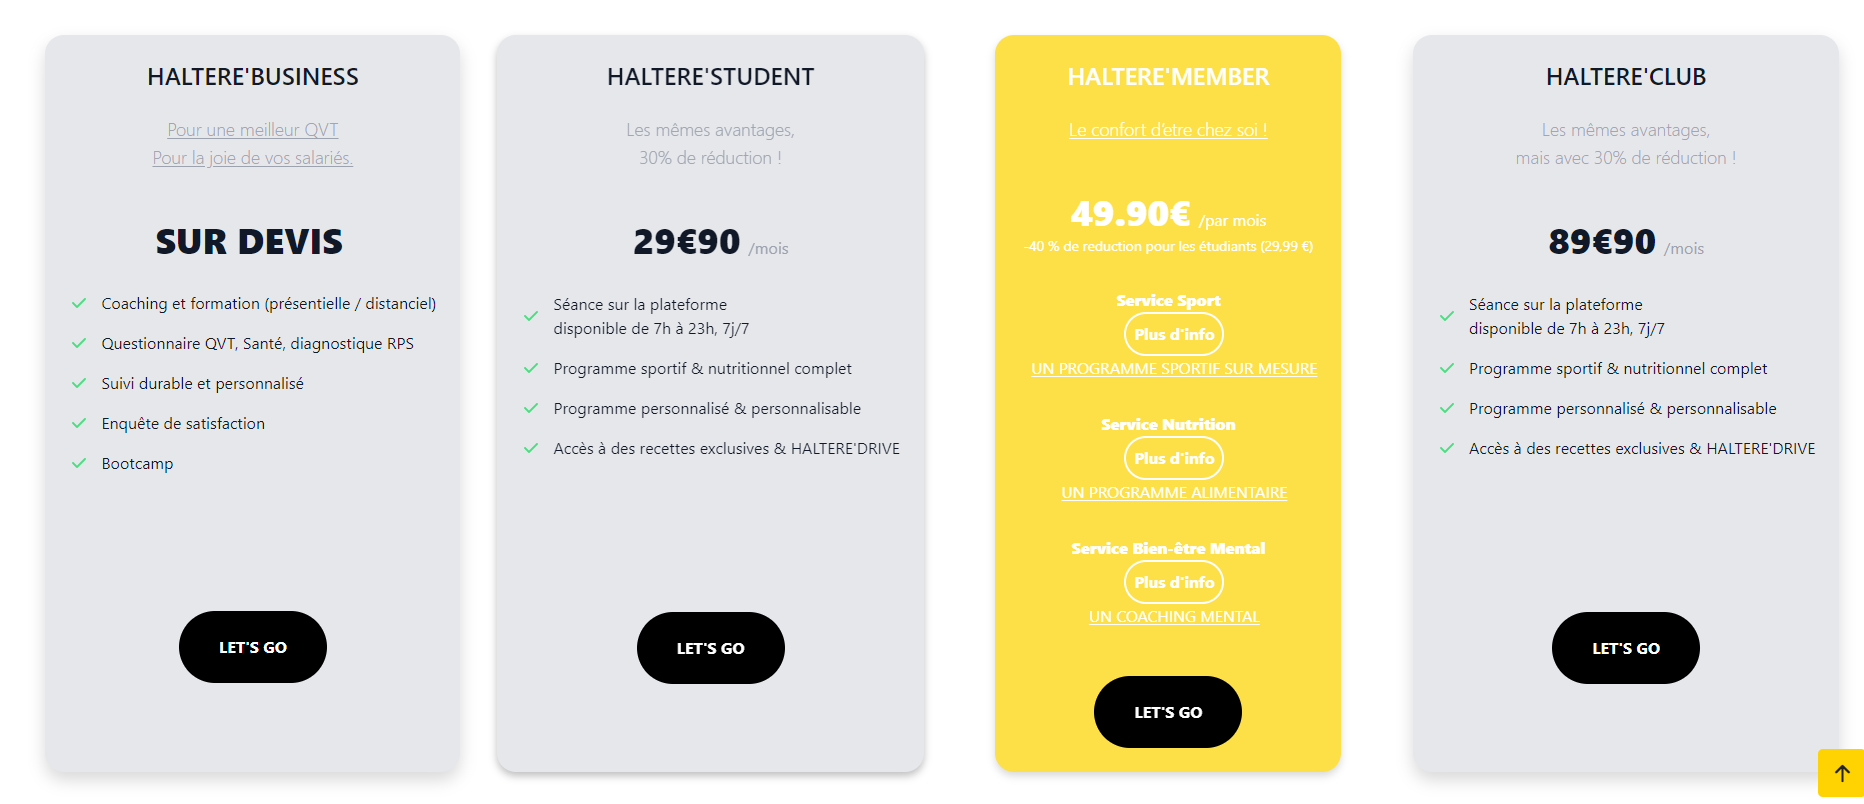 HALTERE'BUSINESS
Pour une meilleur QVT
Pour la joie de vos salariés.
SUR DEVIS
Coaching et formation (présentielle / distanciel)
Questionnaire QVT, Santé, diagnostique RPS
Suivi durable et personnalisé
Enquête de satisfaction
Bootcamp
LET'S GO
HALTERE'STUDENT
Les mêmes avantages,
30% de réduction !
29€90 /mois
Séance sur la plateforme
disponible de 7h à 23h, 7j/7
Programme sportif & nutritionnel complet
Programme personnalisé & personnalisable
Accès à des recettes exclusives & HALTERE'DRIVE
LET'S GO
HALTERE'MEMBER
Le confort d'etre chez soi !
49.90€ /par mois
-40 % de reduction pour les étudiants (29,99 €)
Service Sport
Plus d'info
UN PROGRAMME SPORTIF SUR MESURE
Service Nutrition
Plus d'info
UN PROGRAMME ALIMENTAIRE
Service Bien-être Mental
Plus d'info
UN COACHING MENTAL
LET'S GO
HALTERE'CLUB
Les mêmes avantages,
mais avec 30% de réduction !
89€90 /mois
Séance sur la plateforme
disponible de 7h à 23h, 7j/7
Programme sportif & nutritionnel complet
Programme personnalisé & personnalisable
Accès à des recettes exclusives & HALTERE'DRIVE
LET'S GO